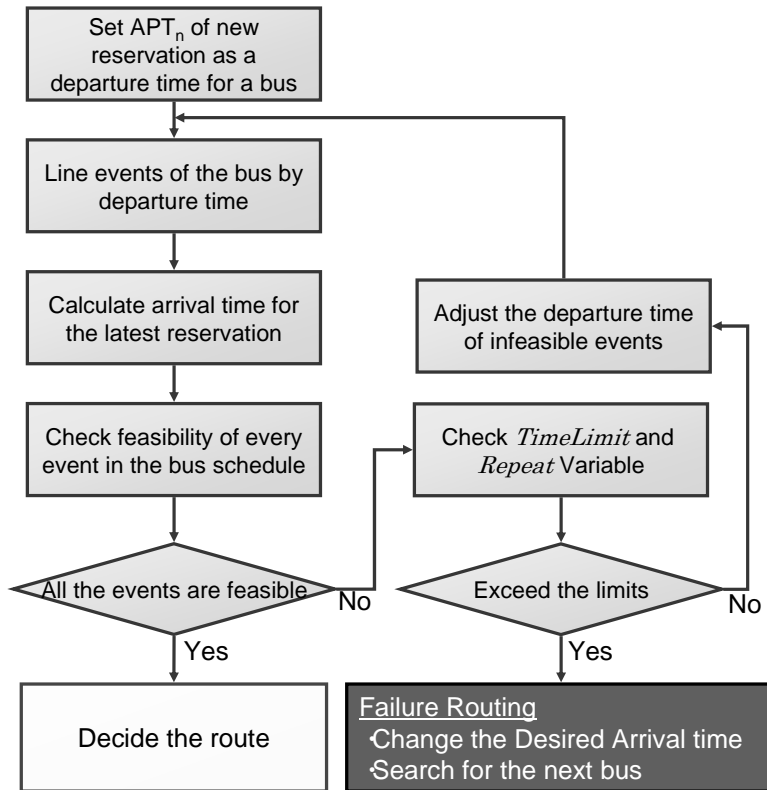 Set APTn of new
reservation as a
departure time for a bus
Line events of the bus by
departure time
Calculate arrival time for
the latest reservation
Check feasibility of every
event in the bus schedule
All the events are feasible
No
Yes
Decide the route
Adjust the departure time
of infeasible events
Check TimeLimit and
Repeat Variable
Exceed the limits
No
Yes
Failure Routing
·Change the Desired Arrival time
·Search for the next bus